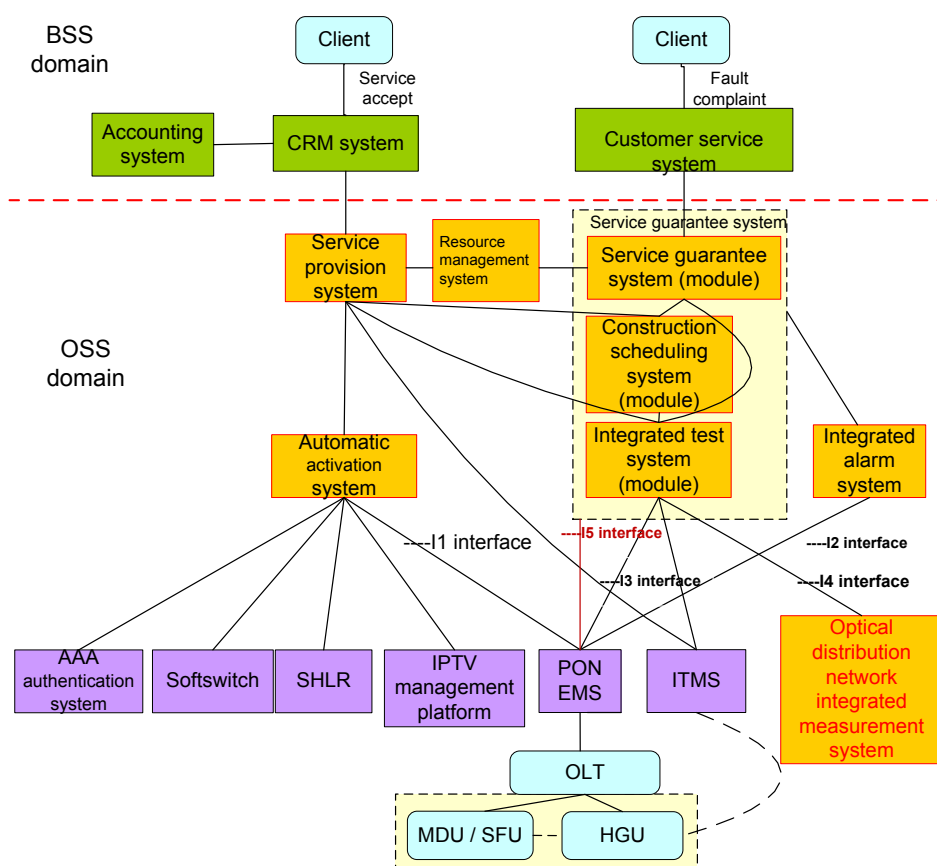 BSS
domain
Client
Client
Service
accept
Fault
complaint
Accounting
system
CRM system
Customer service
system
Service guarantee system
Service
provision
system
Resource
management
system
Service guarantee
system (module)
OSS
domain
Construction
scheduling
system
(module)
Automatic
activation
system
Integrated test
system
(module)
Integrated
alarm
system
----I1 interface
----I5 interface
----I2 interface
---I3 interface
----I4 interface
AAA
authentication
system
Softswitch
SHLR
IPTV
management
platform
PON
EMS
ITMS
Optical
distribution
network
integrated
measurement
system
OLT
MDU / SFU
HGU